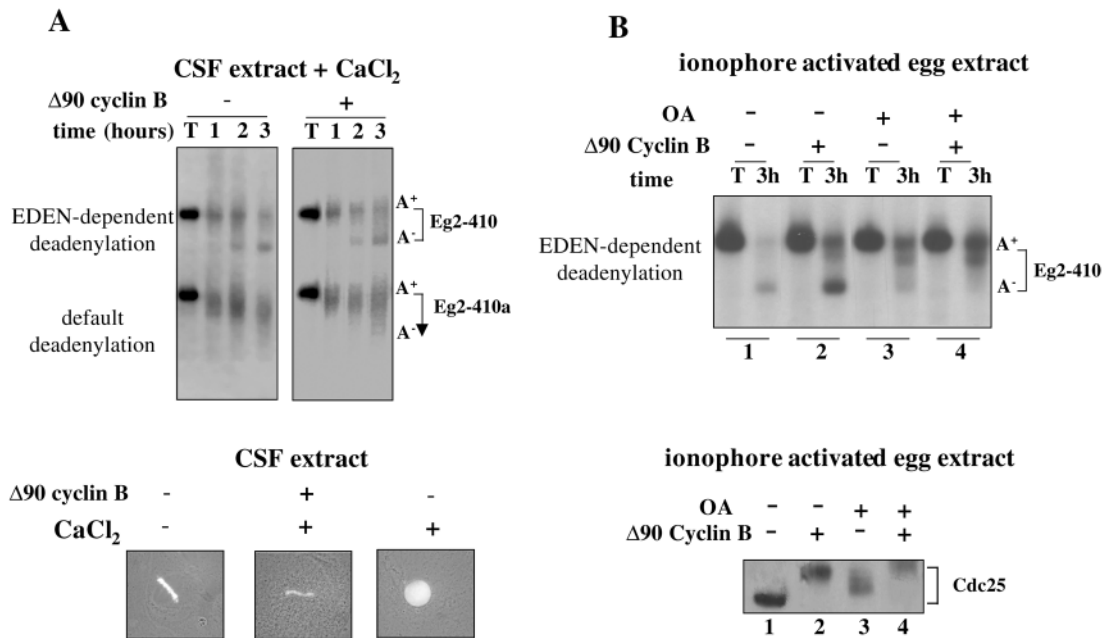 A
CSF extract + CaCl₂
Δ90 cyclin B - +
time (hours) T 1 2 3 T 1 2 3
EDEN-dependent
deadenylation
A⁺
Eg2-410
A⁻
default
deadenylation
A⁺
Eg2-410a
A⁻
CSF extract
Δ90 cyclin B - + -
CaCl₂ - + +
B
ionophore activated egg extract
OA - - + +
Δ90 Cyclin B - + - +
time T 3h T 3h T 3h T 3h
EDEN-dependent
deadenylation
A⁺
Eg2-410
A⁻
1 2 3 4
ionophore activated egg extract
OA - - + +
Δ90 Cyclin B - + - +
Cdc25
1 2 3 4